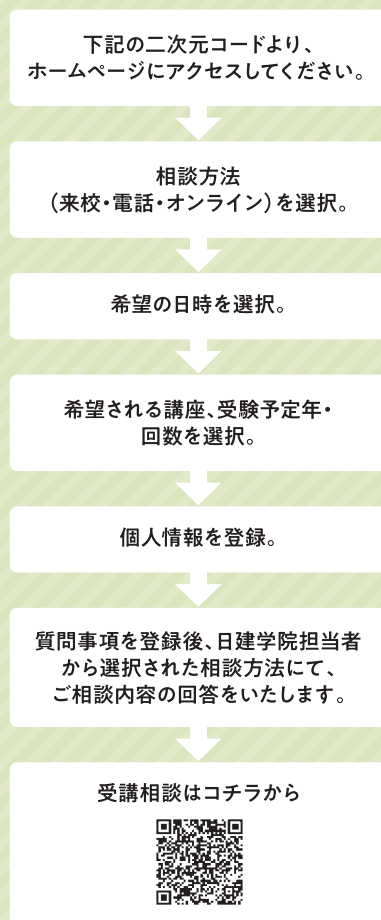 下記の二次元コードより、
ホームページにアクセスしてください。
相談方法
（来校・電話・オンライン）を選択。
希望の日時を選択。
希望される講座、受験予定年・
回数を選択。
個人情報を登録。
質問事項を登録後、日建学院担当者
から選択された相談方法にて、
ご相談内容の回答をいたします。
受講相談はコチラから